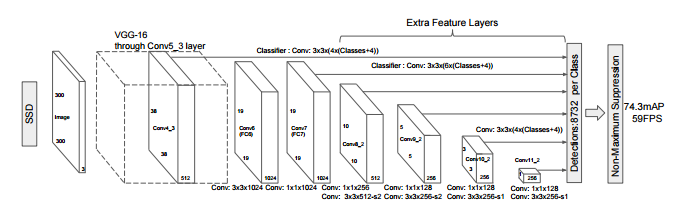 Extra Feature Layers
VGG-16
through Conv5_3 layer
Classifier : Conv: 3x3x(4x(Classes+4))
Classifier : Conv: 3x3x(6x(Classes+4))
SSD
300
Image
300
3
38
Conv4_3
38
512
19
Conv6
(FC6)
19
1024
19
Conv7
(FC7)
19
1024
10
Conv8_2
10
512
5
Conv9_2
5
256
Conv: 3x3x(4x(Classes+4))
3
Conv10_2
3
256
Conv11_2
1
256
Detections:8732 per Class
Non-Maximum Suppression
74.3mAP
59FPS
Conv: 3x3x1024
Conv: 1x1x1024
Conv: 1x1x256
Conv: 3x3x512-s2
Conv: 1x1x128
Conv: 3x3x256-s2
Conv: 1x1x128
Conv: 3x3x256-s1
Conv: 1x1x128
Conv: 3x3x256-s1